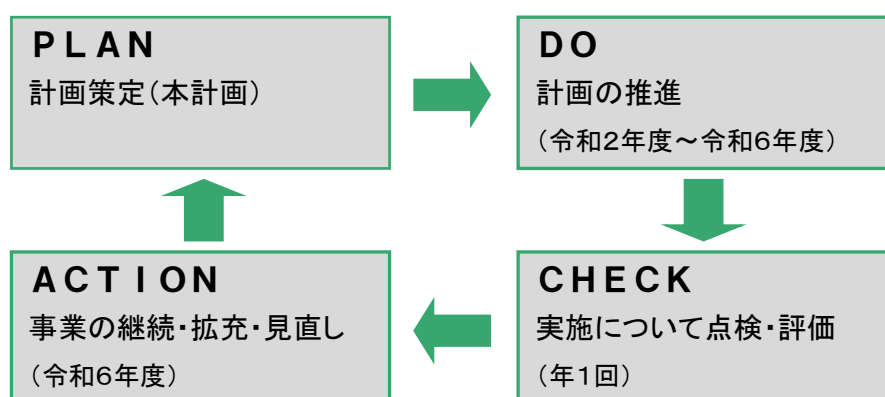 PLAN
計画策定(本計画)
DO
計画の推進
(令和2年度~令和6年度)
ACTION
事業の継続・拡充・見直し
(令和6年度)
CHECK
実施について点検・評価
(年1回)